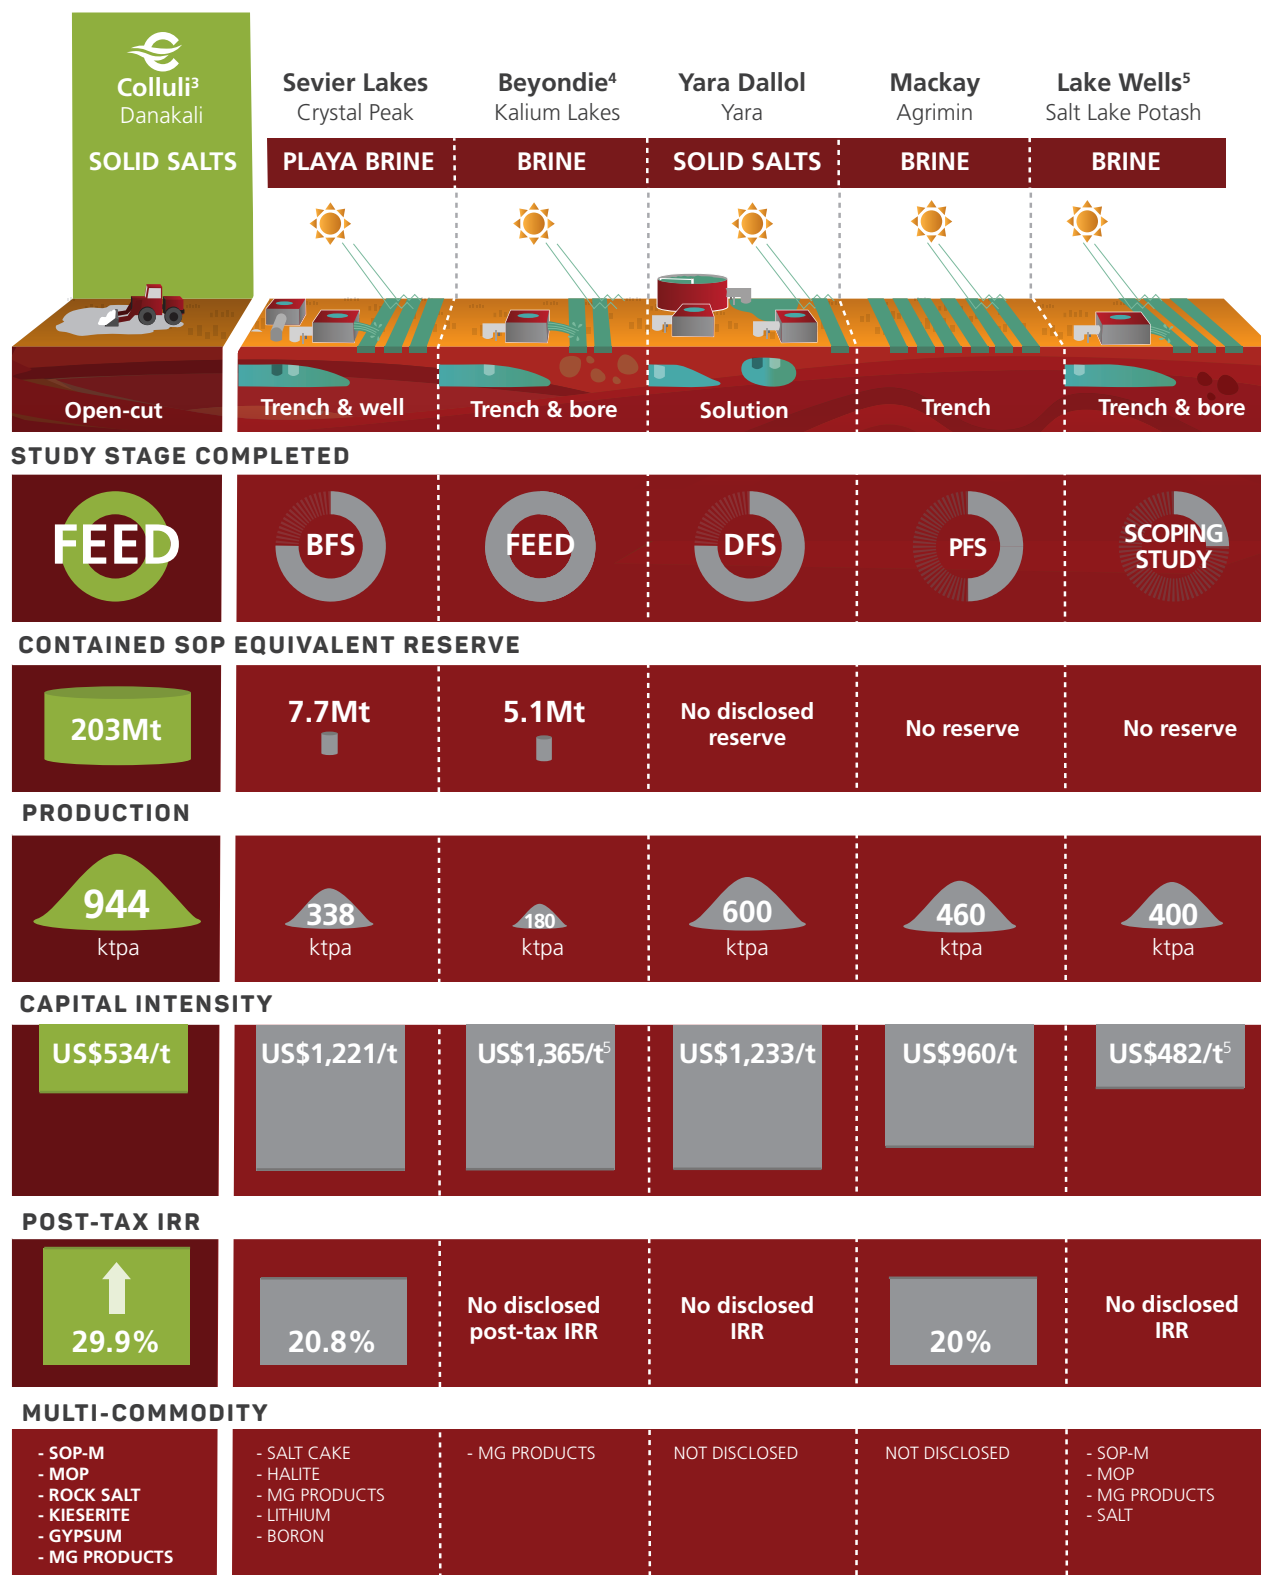 Colluli³
Danakali
SOLID SALTS
Sevier Lakes
Crystal Peak
PLAYA BRINE
Beyondie⁴
Kalium Lakes
BRINE
Yara Dallol
Yara
SOLID SALTS
Mackay
Agrimin
BRINE
Lake Wells⁵
Salt Lake Potash
BRINE
Open-cut
Trench & well
Trench & bore
Solution
Trench
Trench & bore
STUDY STAGE COMPLETED
FEED
BFS
FEED
DFS
PFS
SCOPING
STUDY
CONTAINED SOP EQUIVALENT RESERVE
203Mt
7.7Mt
5.1Mt
No disclosed
reserve
No reserve
No reserve
PRODUCTION
944
ktpa
338
ktpa
180
ktpa
600
ktpa
460
ktpa
400
ktpa
CAPITAL INTENSITY
US$534/t
US$1,221/t
US$1,365/t⁵
US$1,233/t
US$960/t
US$482/t⁵
POST-TAX IRR
29.9%
20.8%
No disclosed
post-tax IRR
No disclosed
IRR
20%
No disclosed
IRR
MULTI-COMMODITY
- SOP-M
- MOP
- ROCK SALT
- KIESERITE
- GYPSUM
- MG PRODUCTS
- SALT CAKE
- HALITE
- MG PRODUCTS
- LITHIUM
- BORON
- MG PRODUCTS
NOT DISCLOSED
NOT DISCLOSED
- SOP-M
- MOP
- MG PRODUCTS
- SALT